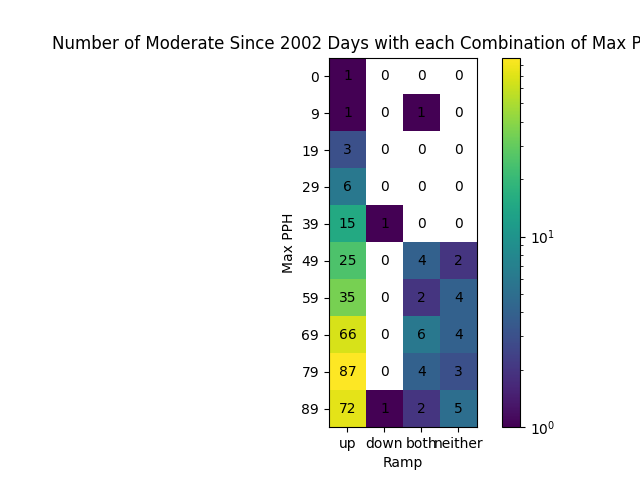 Number of Moderate Since 2002 Days with each Combination of Max P
0 1 0 0 0
9 1 0 1 0
19 3 0 0 0
29 6 0 0 0
39 15 1 0 0
49 25 0 4 2
59 35 0 2 4
69 66 0 6 4
79 87 0 4 3
89 72 1 2 5
up down both neither
Ramp
Max PPH
10¹
10⁰